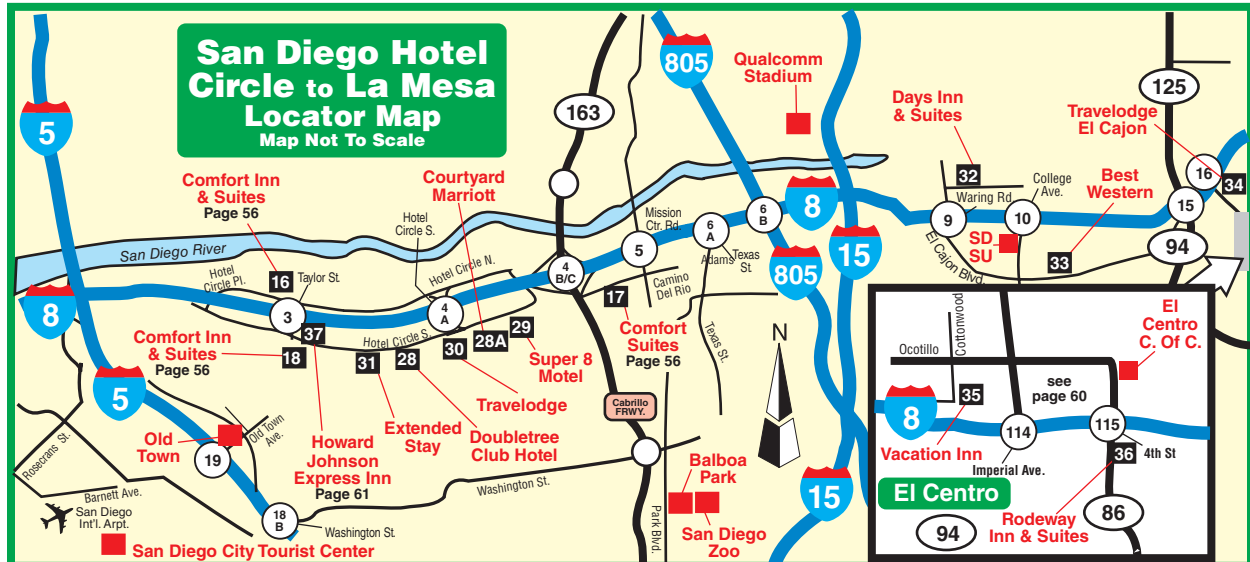 San Diego Hotel
Circle to La Mesa
Locator Map
Map Not To Scale
5
163
805
Qualcomm
Stadium
Days Inn
& Suites
125
Travelodge
El Cajon
Comfort Inn
& Suites
Page 56
Courtyard
Marriott
32
College
Ave.
Best
Western
16
34
San Diego River
Hotel
Circle S.
Mission
Ctr. Rd.
6
A
6
B
8
Waring Rd
9
10
15
Hotel
Circle Pl.
16
Taylor St.
Hotel Circle N.
4
B/C
5
Adams
Texas
St.
15
SD
SU
33
94
El Cajon Blvd.
8
3
4
A
17
Camino
Del Rio
805
37
Hotel Circle S.
Comfort Inn
& Suites
Page 56
18
31
28
30
28A
29
Super 8
Motel
Comfort
Suites
Page 56
Texas St.
N
Travelodge
5
Cabrillo
FRWY.
Extended
Stay
Doubletree
Club Hotel
Howard
Johnson
Express Inn
Page 61
Old
Town
Old Town
Ave.
19
Rosecrans St.
Barnett Ave.
San Diego
Int'l. Arpt.
18
B
Washington St.
Washington St.
San Diego City Tourist Center
Park Blvd.
Balboa
Park
San Diego
Zoo
15
Ocotillo
Cottonwood
El
Centro
C. Of C.
see
page 60
35
8
114
115
4th St
Vacation Inn
Imperial Ave.
36
El Centro
94
Rodeway
Inn & Suites
86